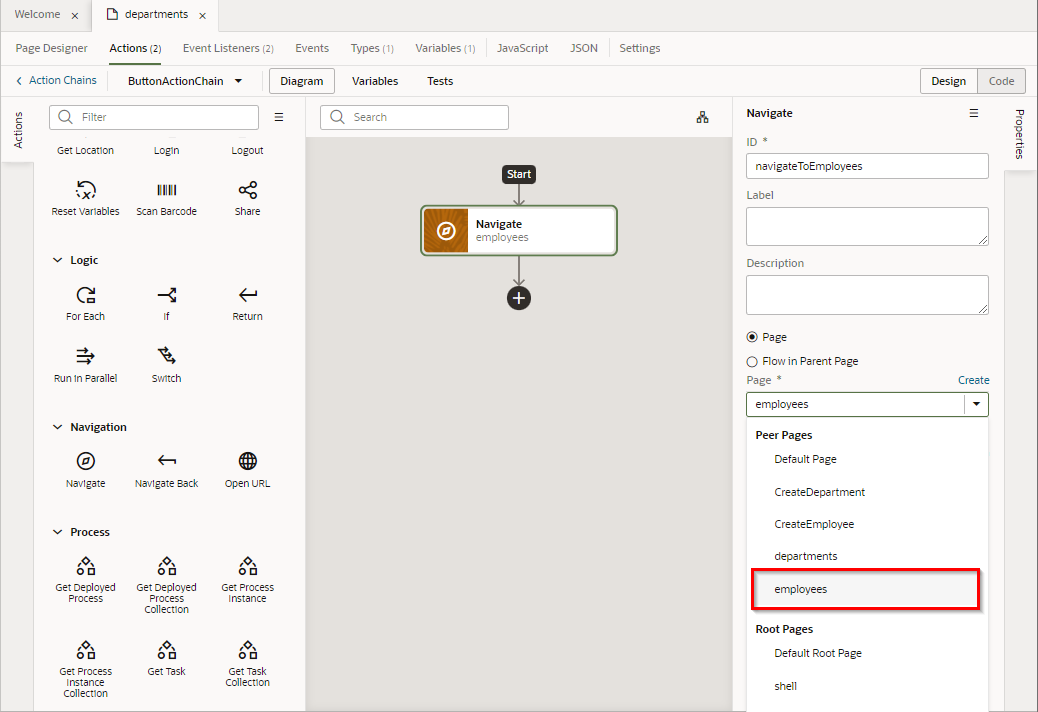 Welcome ×
departments ×
Page Designer
Actions (2)
Event Listeners (2)
Events
Types (1)
Variables (1)
JavaScript
JSON
Settings
Action Chains
ButtonActionChain
Diagram
Variables
Tests
Design
Code
Actions
Filter
Get Location
Login
Logout
Reset Variables
Scan Barcode
Share
Logic
For Each
If
Return
Run in Parallel
Switch
Navigation
Navigate
Navigate Back
Open URL
Process
Get Deployed
Process
Get Deployed
Process
Collection
Get Process
Instance
Get Process
Instance
Collection
Get Task
Get Task
Collection
Search
Start
Navigate
employees
Navigate
ID *
navigateToEmployees
Label
Description
Page
Flow in Parent Page
Page *
Create
employees
Peer Pages
Default Page
CreateDepartment
CreateEmployee
departments
employees
Root Pages
Default Root Page
shell
Properties